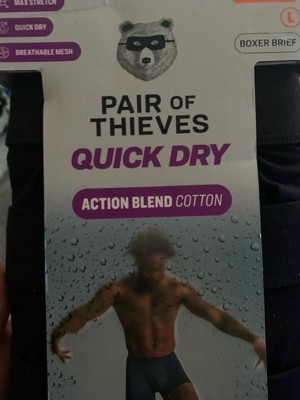 MAX STRETCH
QUICK DRY
BREATHABLE MESH
L
BOXER BRIEF
PAIR OF
THIEVES
QUICK DRY
ACTION BLEND COTTON